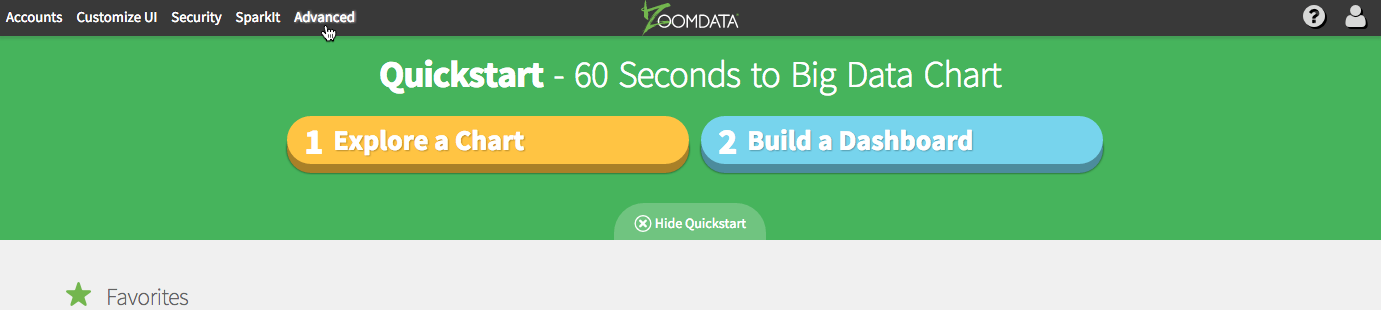 Accounts Customize UI Security SparkIt Advanced ZOOMDATA ?
Quickstart - 60 Seconds to Big Data Chart
1 Explore a Chart 2 Build a Dashboard
Hide Quickstart
Favorites